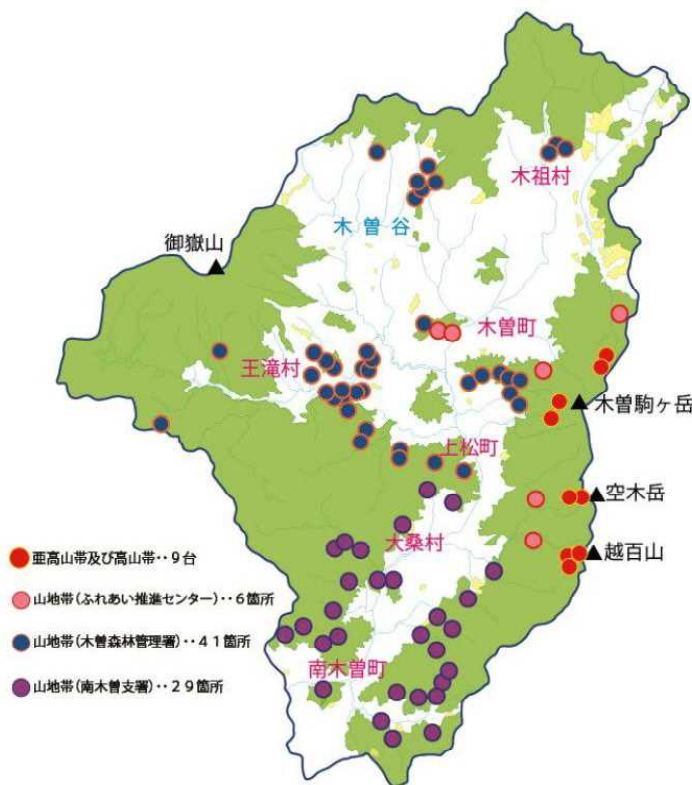 木祖村
木曽谷
御嶽山
木曽町
王滝村
木曽駒ヶ岳
上松町
空木岳
大桑村
越百山
亜高山帯及び高山帯‥9台
山地帯(ふれあい推進センター)‥6箇所
山地帯(木曽森林管理署)‥41箇所
南木曽町
山地帯(南木曽支署)‥29箇所